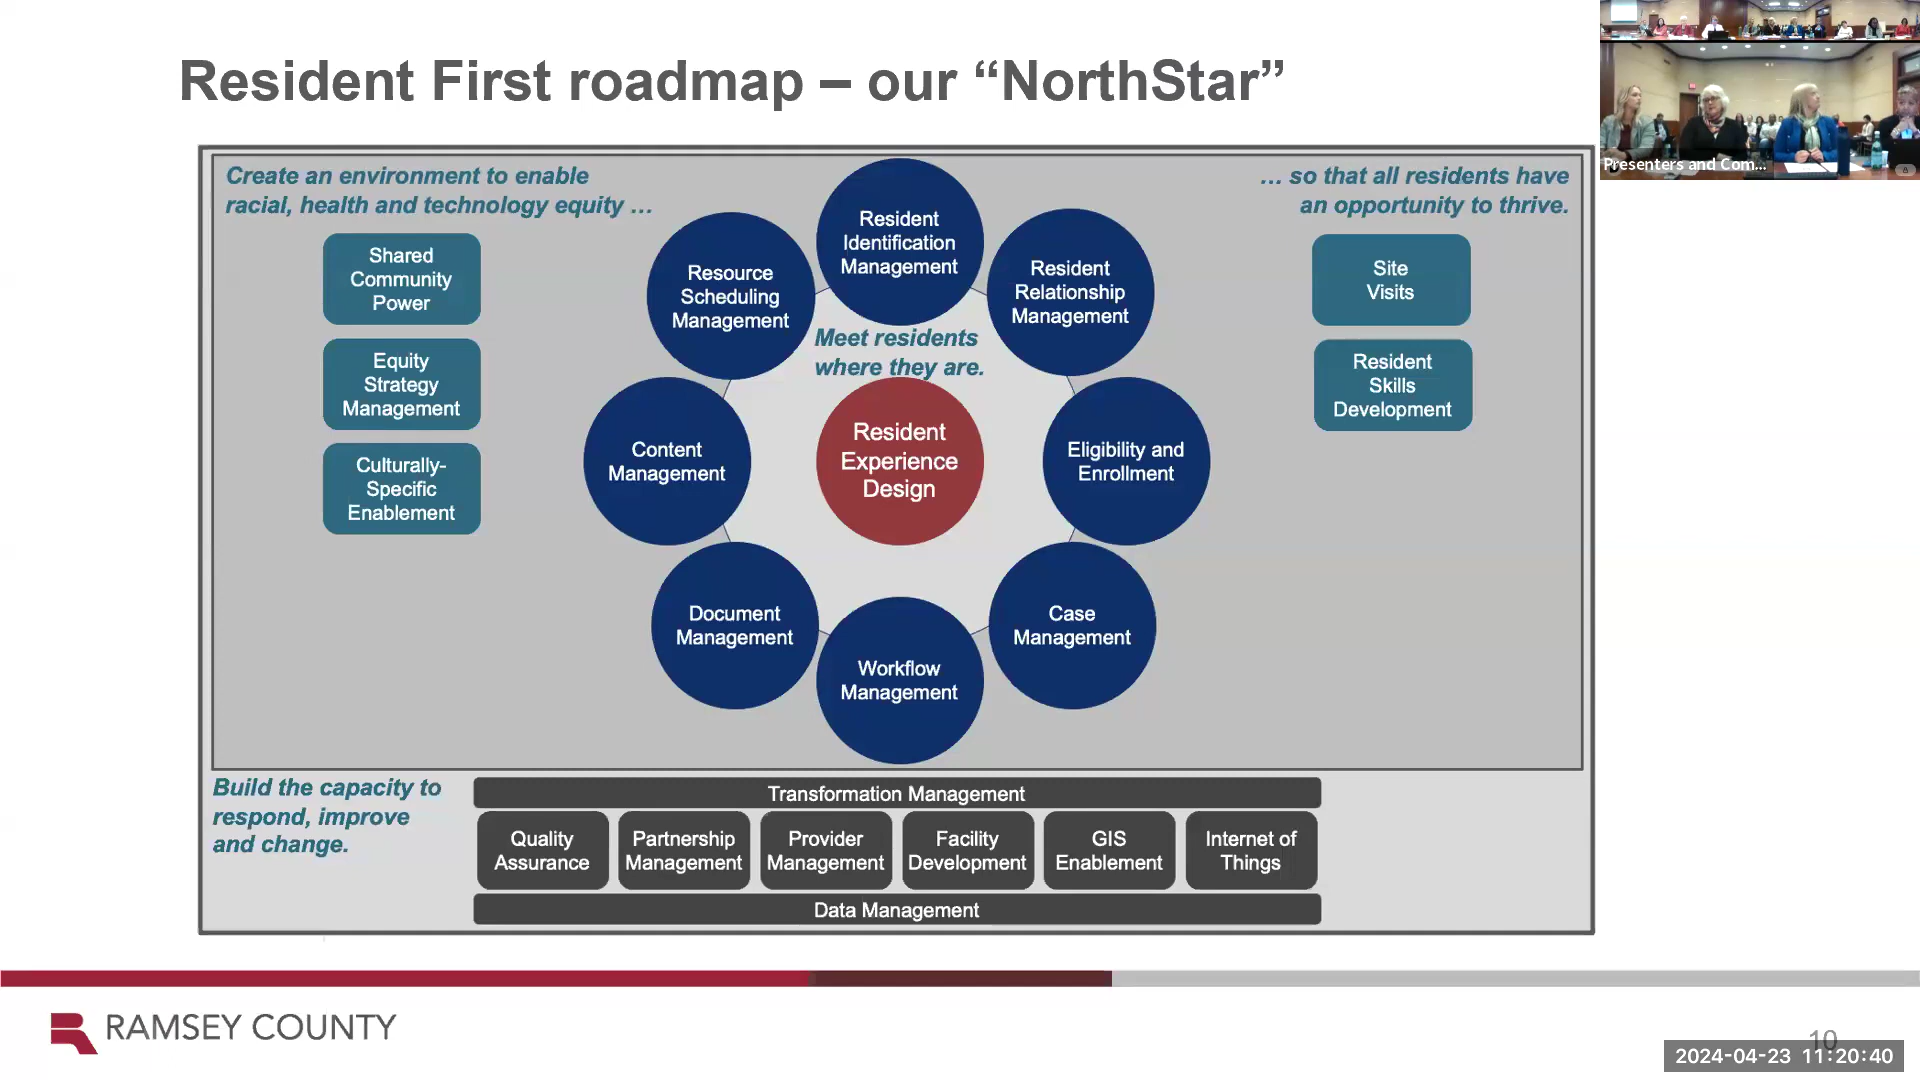 Resident First roadmap – our “NorthStar”
Presenters and Com...
Create an environment to enable
racial, health and technology equity ...
... so that all residents have
an opportunity to thrive.
Shared
Community
Power
Equity
Strategy
Management
Culturally-
Specific
Enablement
Resident
Identification
Management
Resource
Scheduling
Management
Resident
Relationship
Management
Meet residents
where they are.
Content
Management
Resident
Experience
Design
Eligibility and
Enrollment
Document
Management
Workflow
Management
Case
Management
Site
Visits
Resident
Skills
Development
Build the capacity to
respond, improve
and change.
Transformation Management
Quality
Assurance
Partnership
Management
Provider
Management
Facility
Development
GIS
Enablement
Internet of
Things
Data Management
RAMSEY COUNTY
10
2024-04-23 11:20:40